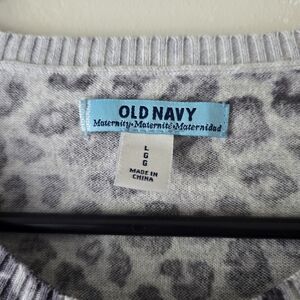 OLD NAVY
Maternity•Maternité•Maternidad
L
G
G
MADE IN
CHINA